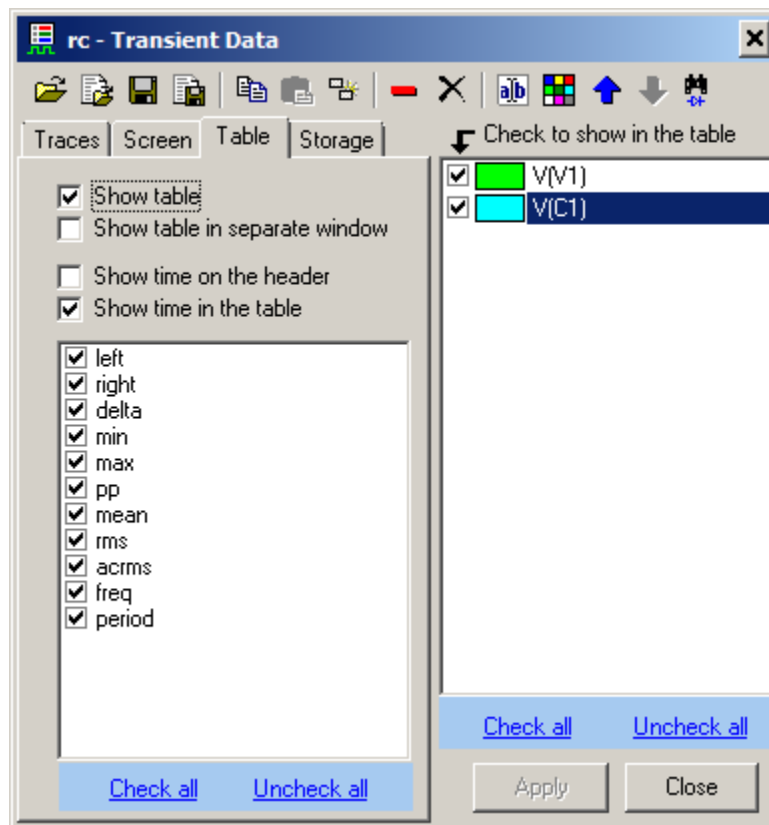 rc - Transient Data
a|b
Traces Screen Table Storage
Check to show in the table
Show table
Show table in separate window
Show time on the header
Show time in the table
left
right
delta
min
max
pp
mean
rms
acrms
freq
period
Check all Uncheck all
V(V1)
V(C1)
Check all Uncheck all
Apply Close